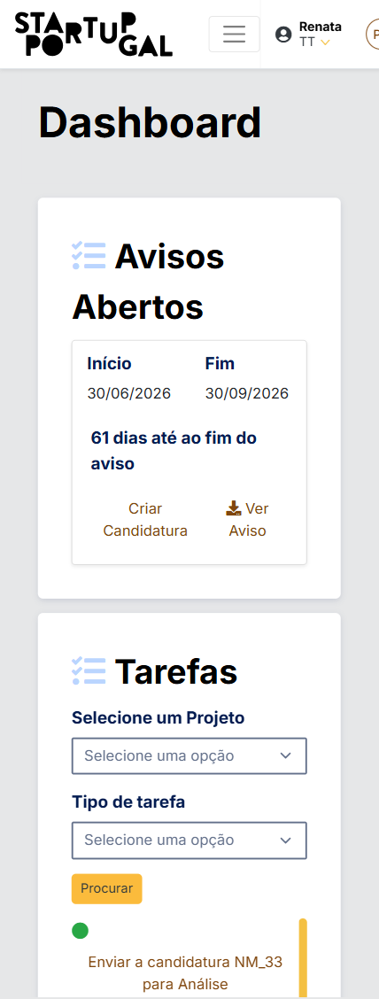 STARTUP
PORTUGAL
Renata
TT
P
Dashboard
Avisos
Abertos
Início
Fim
30/06/2026
30/09/2026
61 dias até ao fim do
aviso
Criar
Candidatura
Ver
Aviso
Tarefas
Selecione um Projeto
Selecione uma opção
Tipo de tarefa
Selecione uma opção
Procurar
Enviar a candidatura NM_33
para Análise